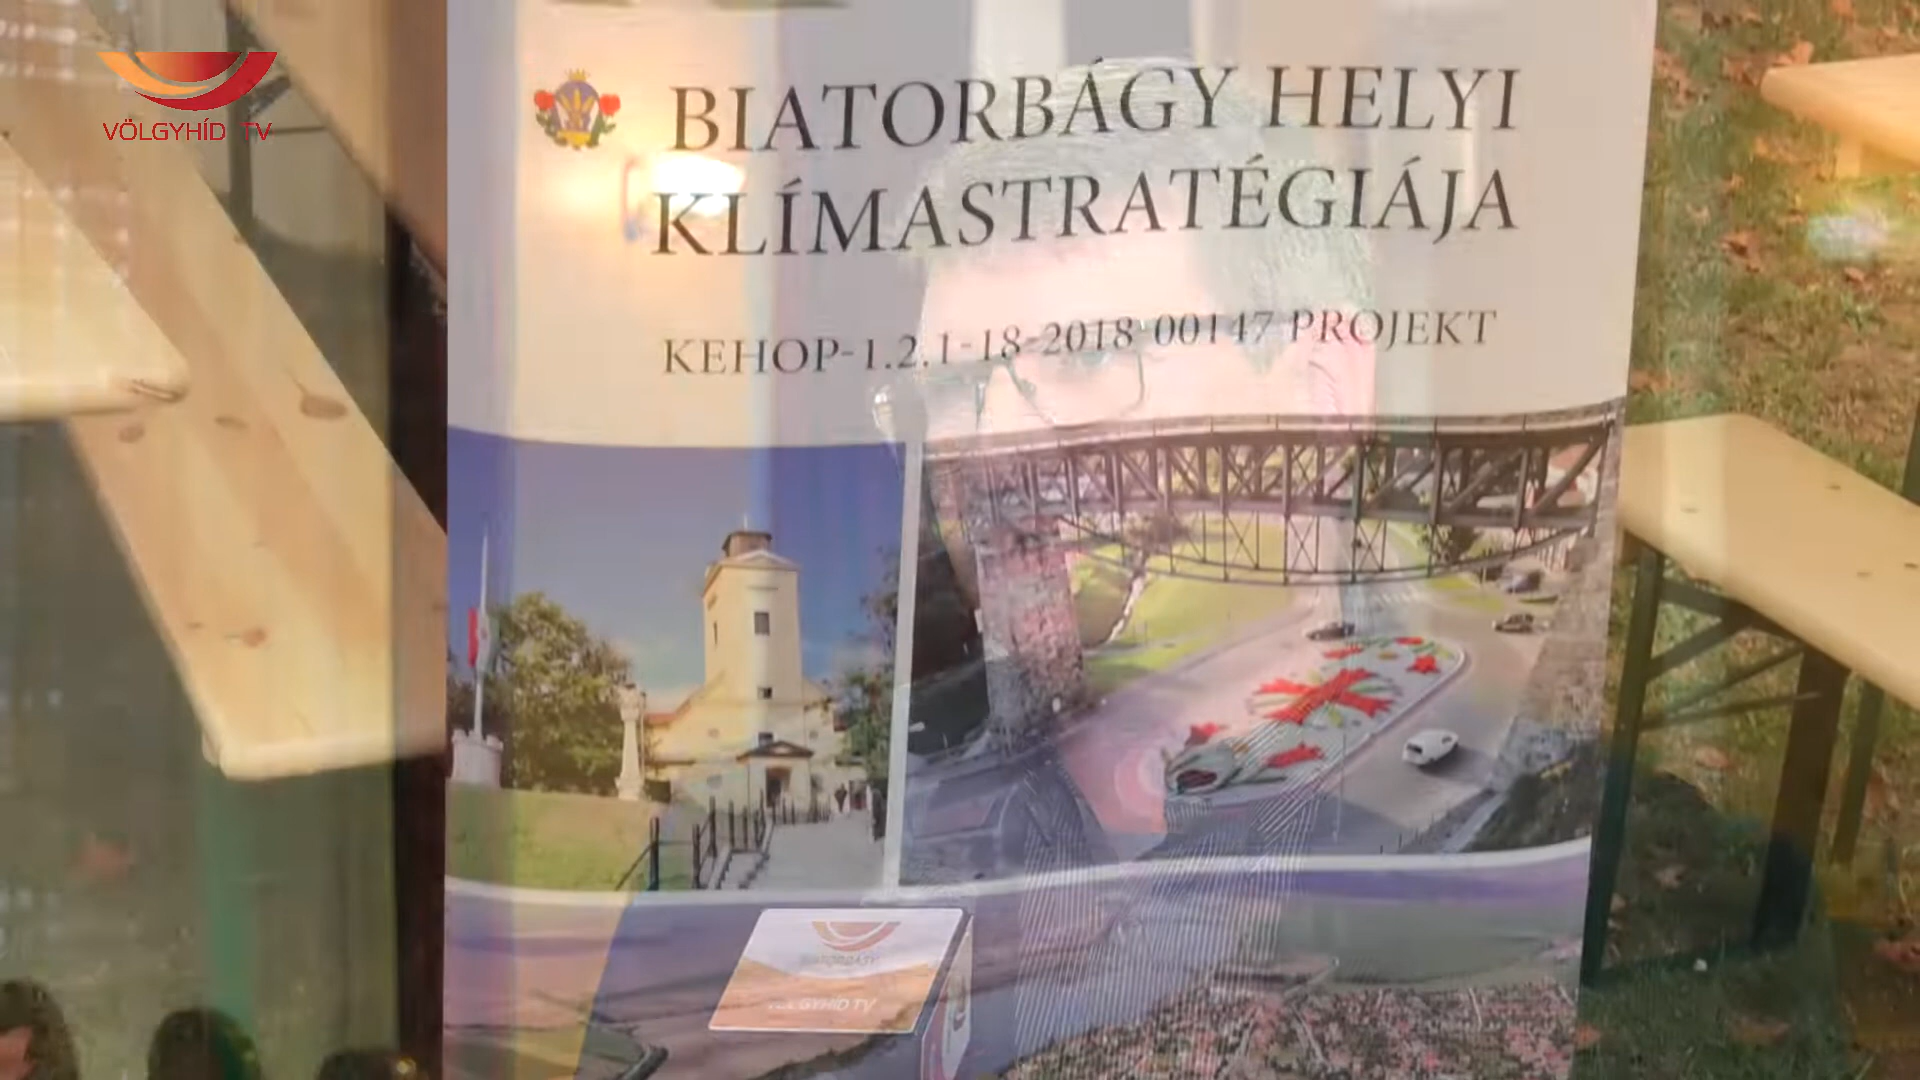 VÖLGYHÍD TV
BIATORBÁGY HELYI
KLÍMASTRATÉGIÁJA
KEHOP-1.2.1-18-2018-00147 PROJEKT
BIATORBÁGY
VÖLGYHÍD TV